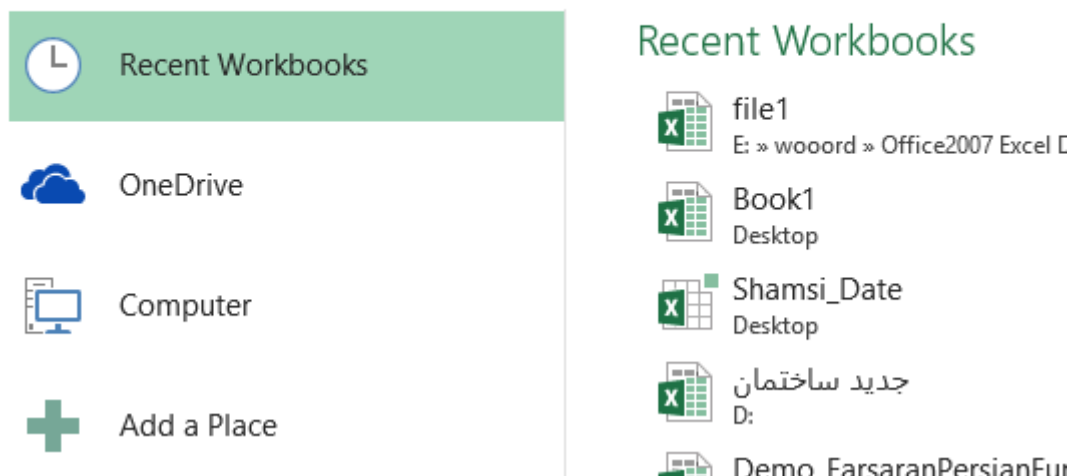 Recent Workbooks
OneDrive
Computer
Add a Place
Recent Workbooks
file1
E: » wooord » Office2007 Excel
Book1
Desktop
Shamsi_Date
Desktop
جدید ساختمان
D: